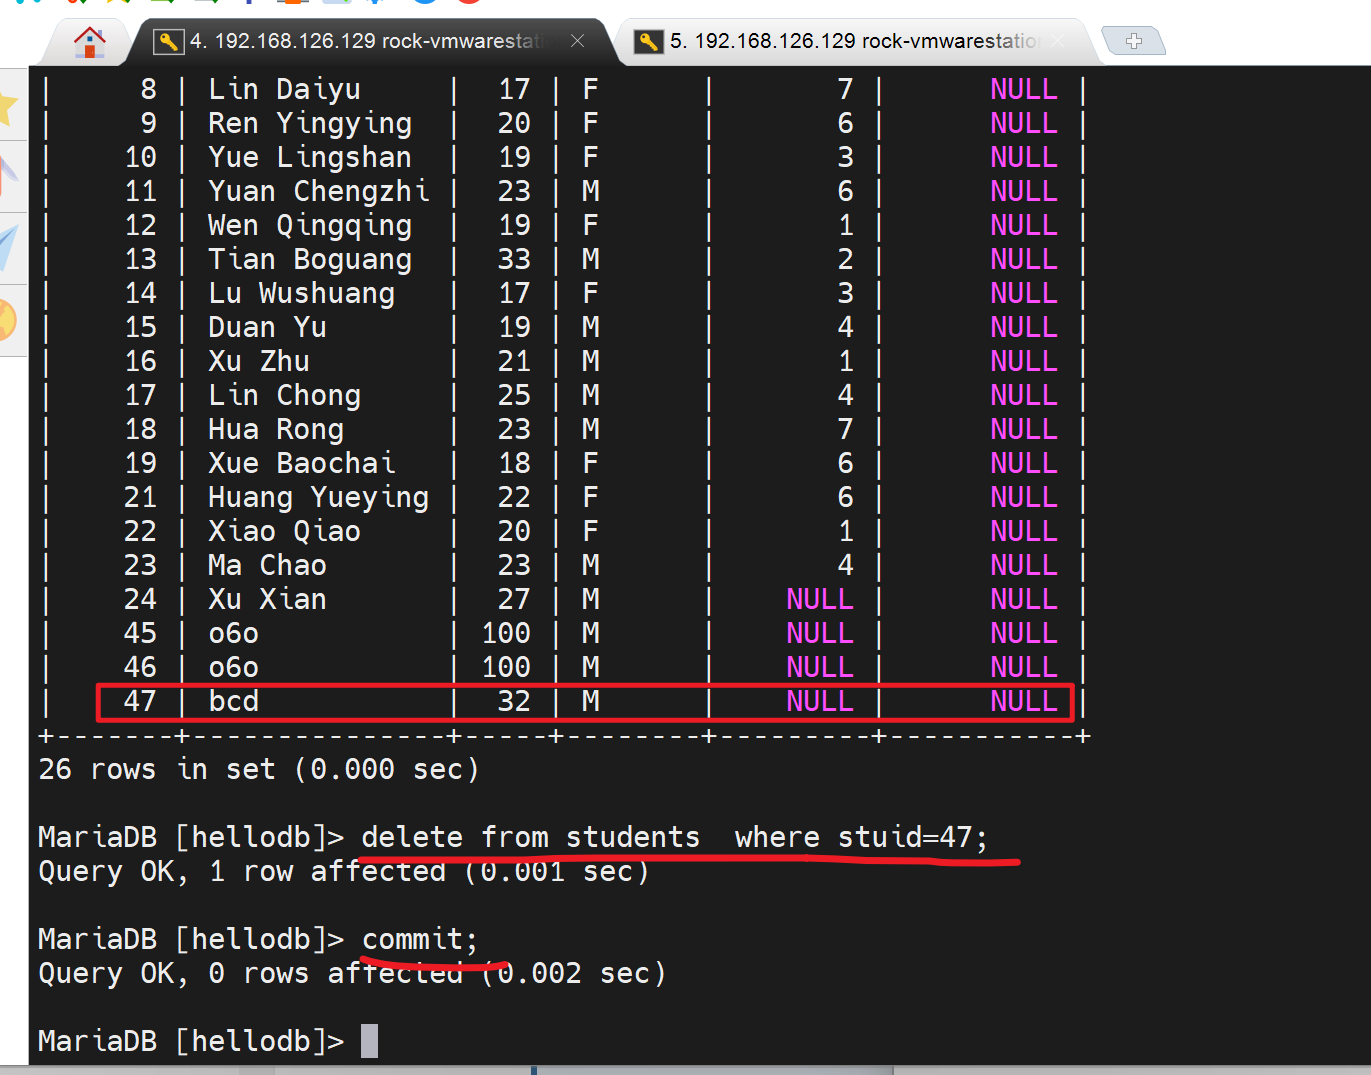 4. 192.168.126.129 rock-vmwarestati
5. 192.168.126.129 rock-vmwarestatio
| 8 | Lin Daiyu | 17 | F | 7 | NULL |
| 9 | Ren Yingying | 20 | F | 6 | NULL |
| 10 | Yue Lingshan | 19 | F | 3 | NULL |
| 11 | Yuan Chengzhi | 23 | M | 6 | NULL |
| 12 | Wen Qingqing | 19 | F | 1 | NULL |
| 13 | Tian Boguang | 33 | M | 2 | NULL |
| 14 | Lu Wushuang | 17 | F | 3 | NULL |
| 15 | Duan Yu | 19 | M | 4 | NULL |
| 16 | Xu Zhu | 21 | M | 1 | NULL |
| 17 | Lin Chong | 25 | M | 4 | NULL |
| 18 | Hua Rong | 23 | M | 7 | NULL |
| 19 | Xue Baochai | 18 | F | 6 | NULL |
| 21 | Huang Yueying | 22 | F | 6 | NULL |
| 22 | Xiao Qiao | 20 | F | 1 | NULL |
| 23 | Ma Chao | 23 | M | 4 | NULL |
| 24 | Xu Xian | 27 | M | NULL | NULL |
| 45 | o6o | 100 | M | NULL | NULL |
| 46 | o6o | 100 | M | NULL | NULL |
| 47 | bcd | 32 | M | NULL | NULL |
+-------+---------------+-----+--------+---------+-----------+
26 rows in set (0.000 sec)
MariaDB [hellodb]> delete from students  where stuid=47;
Query OK, 1 row affected (0.001 sec)
MariaDB [hellodb]> commit;
Query OK, 0 rows affected (0.002 sec)
MariaDB [hellodb]>